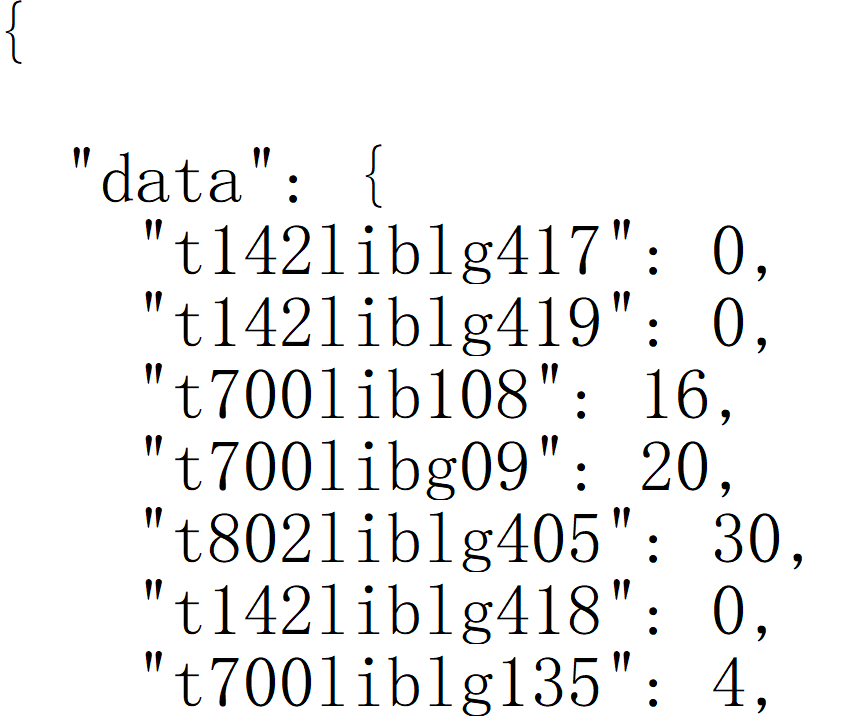 {
"data": {
"t142liblg417": 0,
"t142liblg419": 0,
"t700lib108": 16,
"t700libg09": 20,
"t802liblg405": 30,
"t142liblg418": 0,
"t700liblg135": 4,